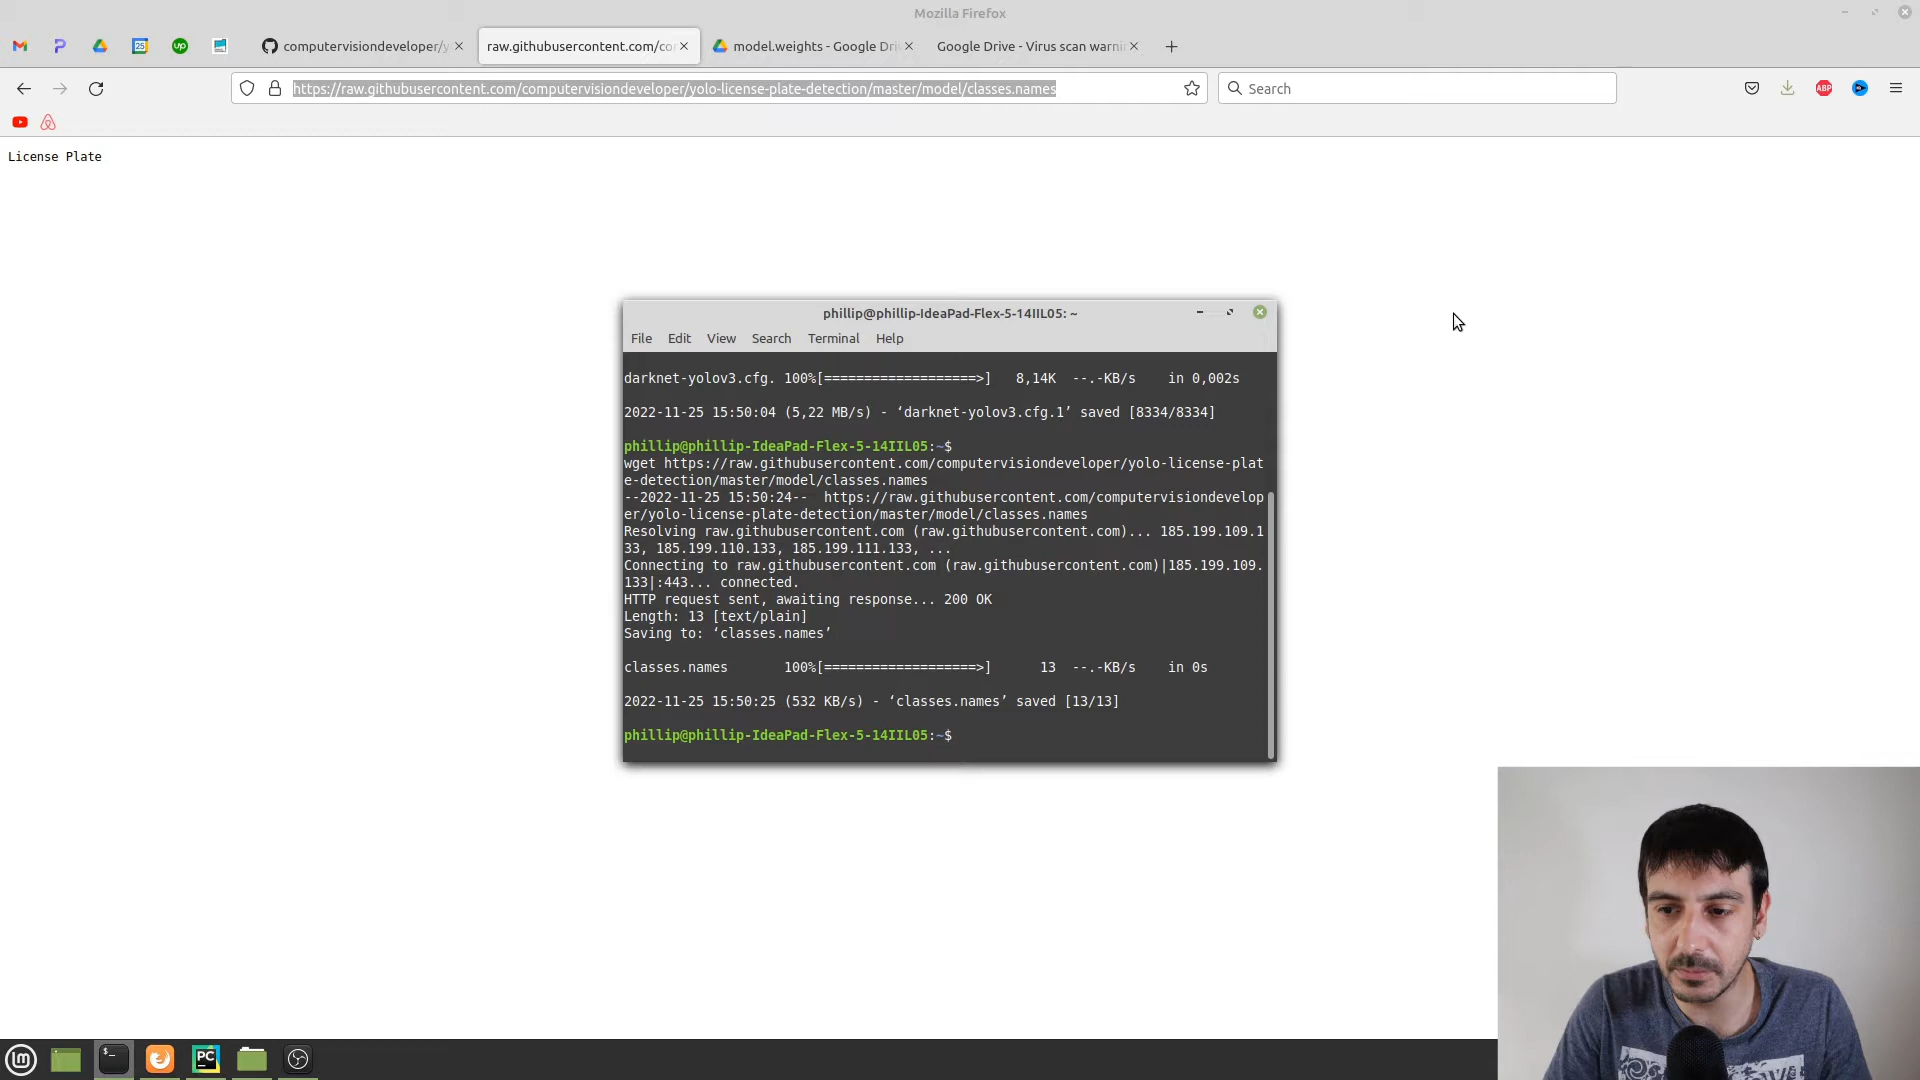 Mozilla Firefox
computervisiondeveloper/y
raw.githubusercontent.com/co
model.weights - Google Dri
Google Drive - Virus scan warni
https://raw.githubusercontent.com/computervisiondeveloper/yolo-license-plate-detection/master/model/classes.names
Search
ABP
License Plate
phillip@phillip-IdeaPad-Flex-5-14IIL05: ~
File Edit View Search Terminal Help
darknet-yolov3.cfg. 100%[===================>] 8,14K --.-KB/s in 0,002s
2022-11-25 15:50:04 (5,22 MB/s) - ‘darknet-yolov3.cfg.1’ saved [8334/8334]
phillip@phillip-IdeaPad-Flex-5-14IIL05:~$
wget https://raw.githubusercontent.com/computervisiondeveloper/yolo-license-plat
e-detection/master/model/classes.names
--2022-11-25 15:50:24-- https://raw.githubusercontent.com/computervisiondevelop
er/yolo-license-plate-detection/master/model/classes.names
Resolving raw.githubusercontent.com (raw.githubusercontent.com)... 185.199.109.1
33, 185.199.110.133, 185.199.111.133, ...
Connecting to raw.githubusercontent.com (raw.githubusercontent.com)|185.199.109.
133|:443... connected.
HTTP request sent, awaiting response... 200 OK
Length: 13 [text/plain]
Saving to: ‘classes.names’
classes.names 100%[===================>] 13 --.-KB/s in 0s
2022-11-25 15:50:25 (532 KB/s) - ‘classes.names’ saved [13/13]
phillip@phillip-IdeaPad-Flex-5-14IIL05:~$
PC